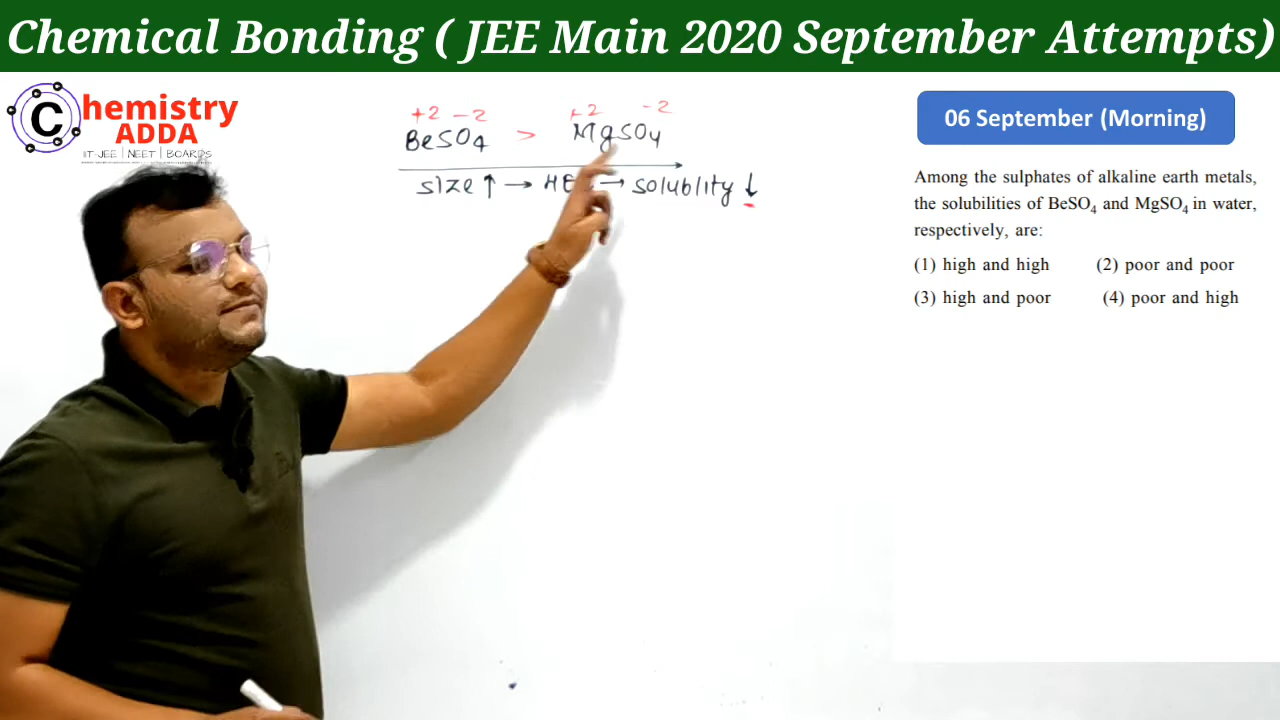 Chemical Bonding ( JEE Main 2020 September Attempts)
Chemistry
ADDA
IIT-JEE | NEET | BOARDS
+2 -2 +2 -2
BeSO4 > MgSO4
size ↑ → → solublity ↓
06 September (Morning)
Among the sulphates of alkaline earth metals,
the solubilities of BeSO₄ and MgSO₄ in water,
respectively, are:
(1) high and high (2) poor and poor
(3) high and poor (4) poor and high